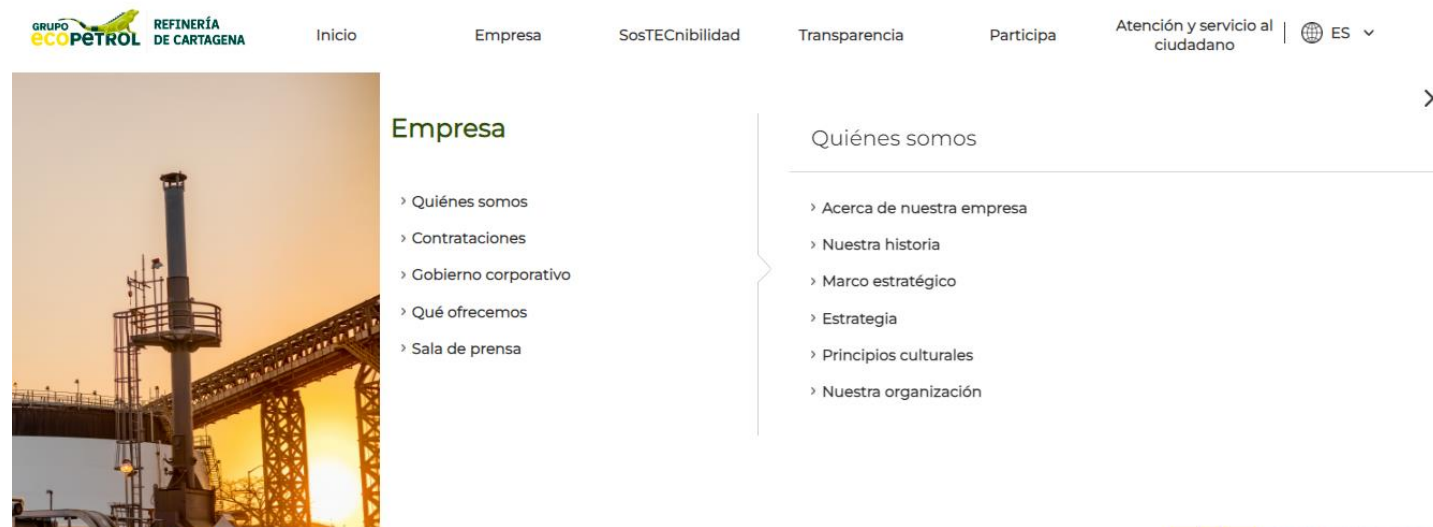 GRUPO
ecopetrol
REFINERÍA
DE CARTAGENA
Inicio
Empresa
SosTECnibilidad
Transparencia
Participa
Atención y servicio al
ciudadano
ES
Empresa
Quiénes somos
Contrataciones
Gobierno corporativo
Qué ofrecemos
Sala de prensa
Quiénes somos
Acerca de nuestra empresa
Nuestra historia
Marco estratégico
Estrategia
Principios culturales
Nuestra organización